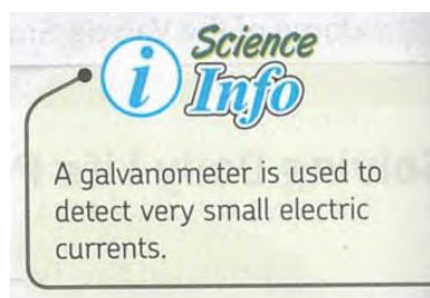 Science
i Info
A galvanometer is used to
detect very small electric
currents.